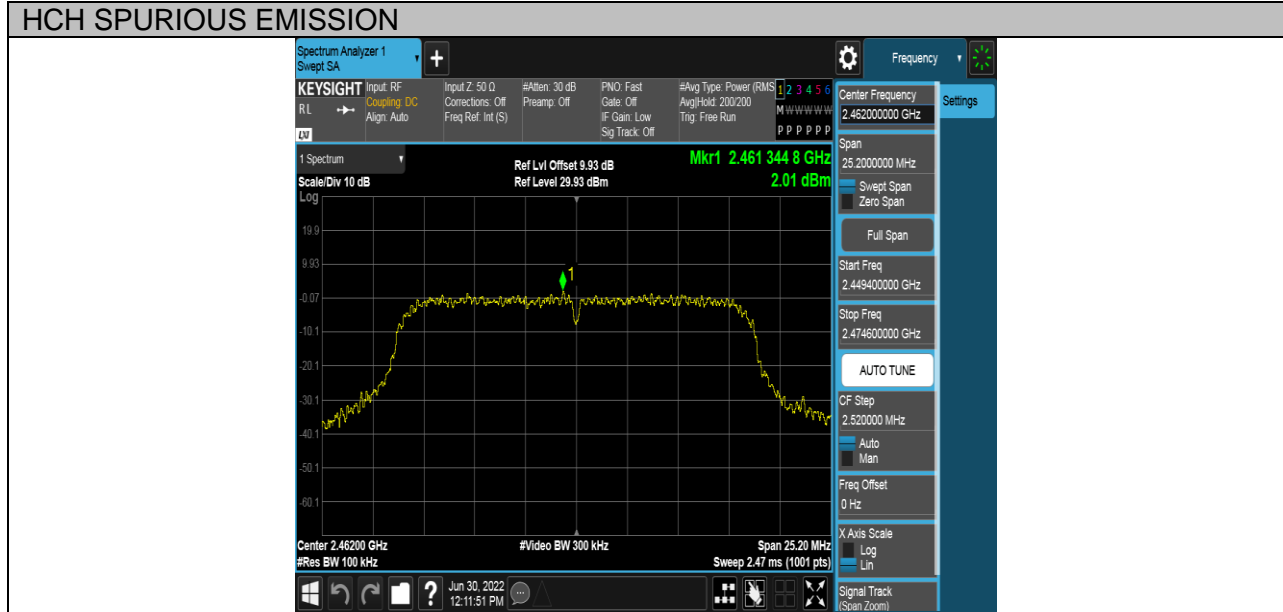 HCH SPURIOUS EMISSION
Spectrum Analyzer 1
Swept SA
+
Frequency
KEYSIGHT
RL
LXI
Input: RF
Coupling: DC
Align: Auto
Input Z: 50 Ω
Corrections: Off
Freq Ref: Int (S)
#Atten: 30 dB
Preamp: Off
PNO: Fast
Gate: Off
IF Gain: Low
Sig Track: Off
#Avg Type: Power (RMS
Avg|Hold: 200/200
Trig: Free Run
1 2 3 4 5 6
M W W W W W
P P P P P P
1 Spectrum
Scale/Div 10 dB
Log
Ref Lvl Offset 9.93 dB
Ref Level 29.93 dBm
Mkr1 2.461 344 8 GHz
2.01 dBm
19.9
9.93
-0.07
-10.1
-20.1
-30.1
-40.1
-50.1
-60.1
1
Center 2.46200 GHz
#Res BW 100 kHz
#Video BW 300 kHz
Span 25.20 MHz
Sweep 2.47 ms (1001 pts)
Center Frequency
2.462000000 GHz
Settings
Span
25.2000000 MHz
Swept Span
Zero Span
Full Span
Start Freq
2.449400000 GHz
Stop Freq
2.474600000 GHz
AUTO TUNE
CF Step
2.520000 MHz
Auto
Man
Freq Offset
0 Hz
X Axis Scale
Log
Lin
Signal Track
(Span Zoom)
?
Jun 30, 2022
12:11:51 PM